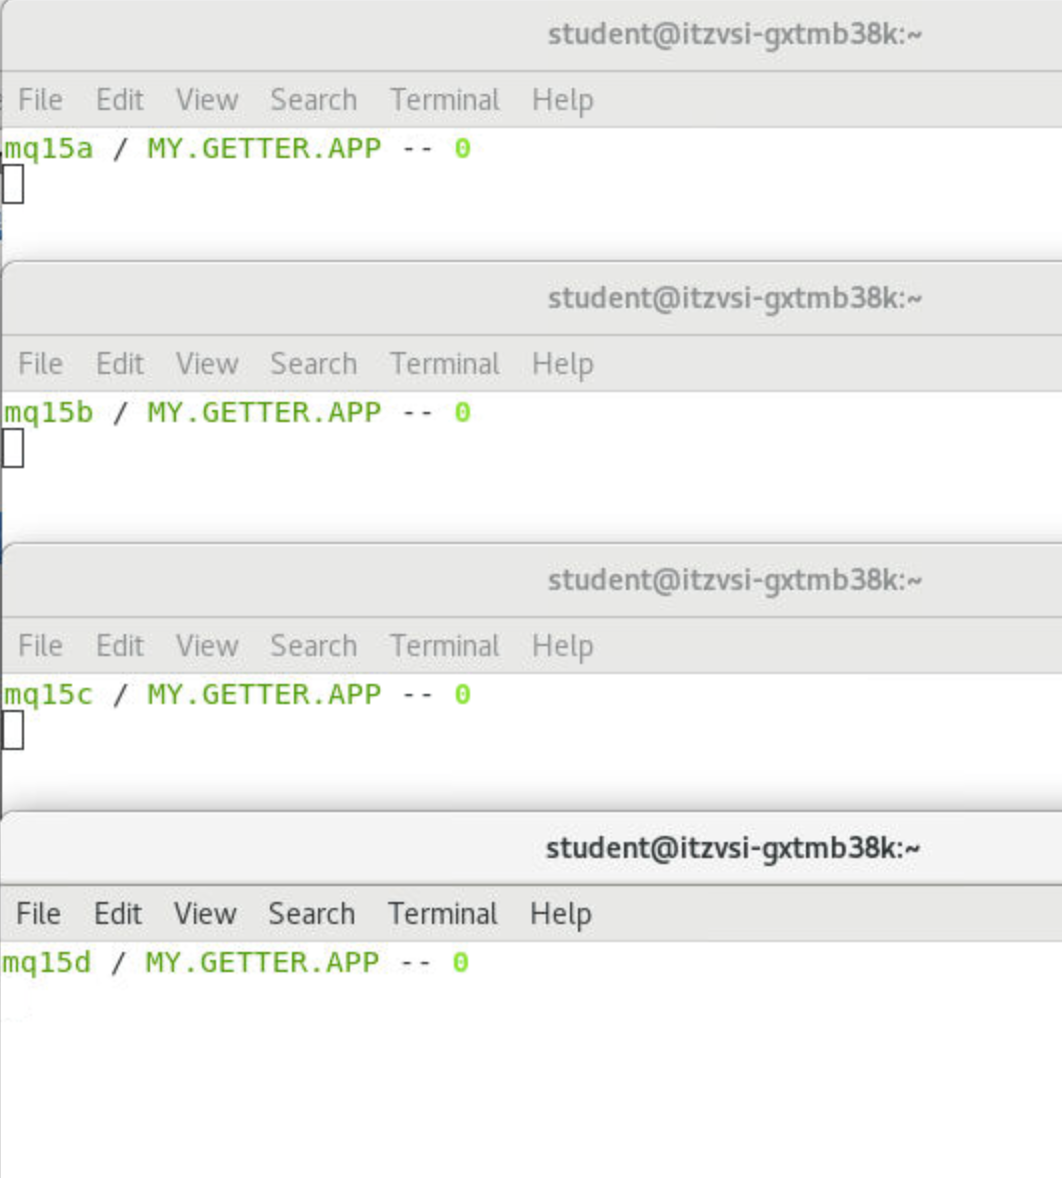 student@itzvsi-gxtmb38k:~
File Edit View Search Terminal Help
mq15a / MY.GETTER.APP -- 0
student@itzvsi-gxtmb38k:~
File Edit View Search Terminal Help
mq15b / MY.GETTER.APP -- 0
student@itzvsi-gxtmb38k:~
File Edit View Search Terminal Help
mq15c / MY.GETTER.APP -- 0
student@itzvsi-gxtmb38k:~
File Edit View Search Terminal Help
mq15d / MY.GETTER.APP -- 0